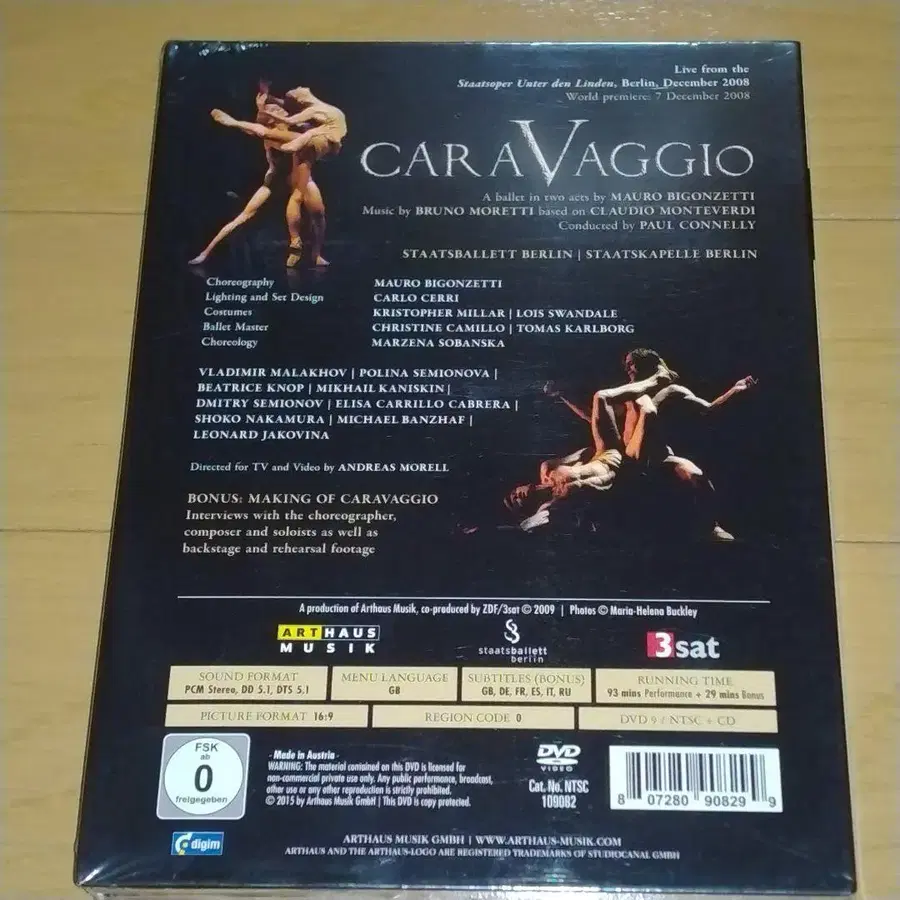 Live from the
Staatsoper Unter den Linden, Berlin, December 2008
World premiere: 7 December 2008
CARAVAGGIO
A ballet in two acts by MAURO BIGONZETTI
Music by BRUNO MORETTI based on CLAUDIO MONTEVERDI
Conducted by PAUL CONNELLY
STAATSBALLETT BERLIN | STAATSKAPELLE BERLIN
Choreography MAURO BIGONZETTI
Lighting and Set Design CARLO CERRI
Costumes KRISTOPHER MILLAR | LOIS SWANDALE
Ballet Master CHRISTINE CAMILLO | TOMAS KARLBORG
Choreology MARZENA SOBANSKA
VLADIMIR MALAKHOV | POLINA SEMIONOVA |
BEATRICE KNOP | MIKHAIL KANISKIN |
DMITRY SEMIONOV | ELISA CARRILLO CABRERA |
SHOKO NAKAMURA | MICHAEL BANZHAF |
LEONARD JAKOVINA
Directed for TV and Video by ANDREAS MORELL
BONUS: MAKING OF CARAVAGGIO
Interviews with the choreographer,
composer and soloists as well as
backstage and rehearsal footage
A production of Arthaus Musik, co-produced by ZDF/3sat © 2009 | Photos © Maria-Helena Buckley
ARTHAUS
MUSIK
staatsballett
berlin
3sat
SOUND FORMAT
PCM Stereo, DD 5.1, DTS 5.1
MENU LANGUAGE
GB
SUBTITLES (BONUS)
GB, DE, FR, ES, IT, RU
RUNNING TIME
93 mins Performance + 29 mins Bonus
PICTURE FORMAT 16:9
REGION CODE 0
DVD 9 / NTSC + CD
FSK
ab
0
freigegeben
- Made in Austria -
WARNING: The material contained on this DVD is licensed for
non-commercial private use only. Any public performance, broadcast,
other use or any other reproduction is strictly prohibited.
© 2015 by Arthaus Musik GmbH | This DVD is copy protected.
DVD
VIDEO
Cat. No. NTSC
109082
8 07280 90829 9
digim
ARTHAUS MUSIK GMBH | WWW.ARTHAUS-MUSIK.COM
ARTHAUS AND THE ARTHAUS-LOGO ARE REGISTERED TRADEMARKS OF STUDIOCANAL GMBH